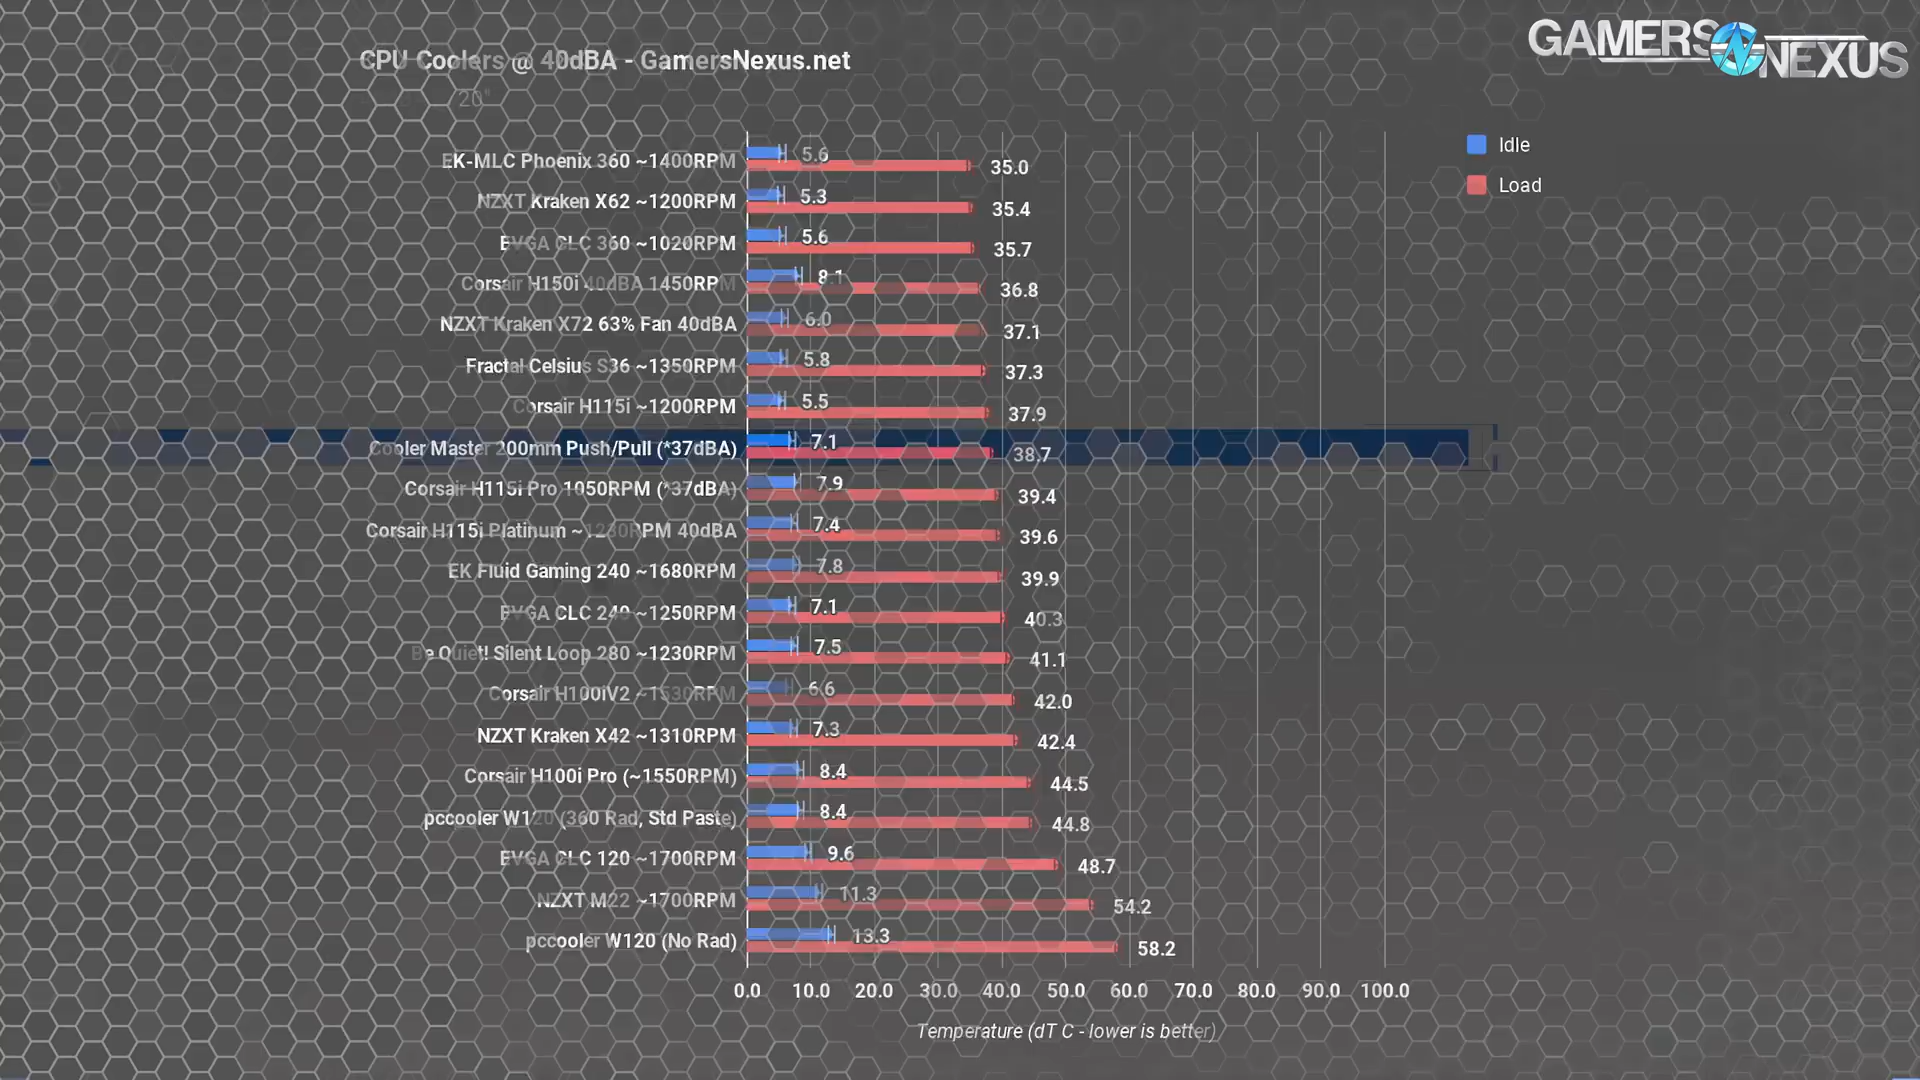 GAMERS NEXUS
CPU Coolers @ 40dBA - GamersNexus.net
20"
Idle
Load
EK-MLC Phoenix 360 ~1400RPM 5.6 35.0
NZXT Kraken X62 ~1200RPM 5.3 35.4
EVGA CLC 360 ~1020RPM 5.6 35.7
Corsair H150i 40dBA 1450RPM 8.1 36.8
NZXT Kraken X72 63% Fan 40dBA 6.0 37.1
Fractal Celsius S36 ~1350RPM 5.8 37.3
Corsair H115i ~1200RPM 5.5 37.9
Cooler Master 200mm Push/Pull (*37dBA) 7.1 38.7
Corsair H115i Pro 1050RPM (*37dBA) 7.9 39.4
Corsair H115i Platinum ~1230RPM 40dBA 7.4 39.6
EK Fluid Gaming 240 ~1680RPM 7.8 39.9
EVGA CLC 240 ~1250RPM 7.1 40.3
Be Quiet! Silent Loop 280 ~1230RPM 7.5 41.1
Corsair H100iV2 ~1530RPM 6.6 42.0
NZXT Kraken X42 ~1310RPM 7.3 42.4
Corsair H100i Pro (~1550RPM) 8.4 44.5
pccooler W120 (360 Rad, Std Paste) 8.4 44.8
EVGA CLC 120 ~1700RPM 9.6 48.7
NZXT M22 ~1700RPM 11.3 54.2
pccooler W120 (No Rad) 13.3 58.2
0.0 10.0 20.0 30.0 40.0 50.0 60.0 70.0 80.0 90.0 100.0
Temperature (dT C - lower is better)